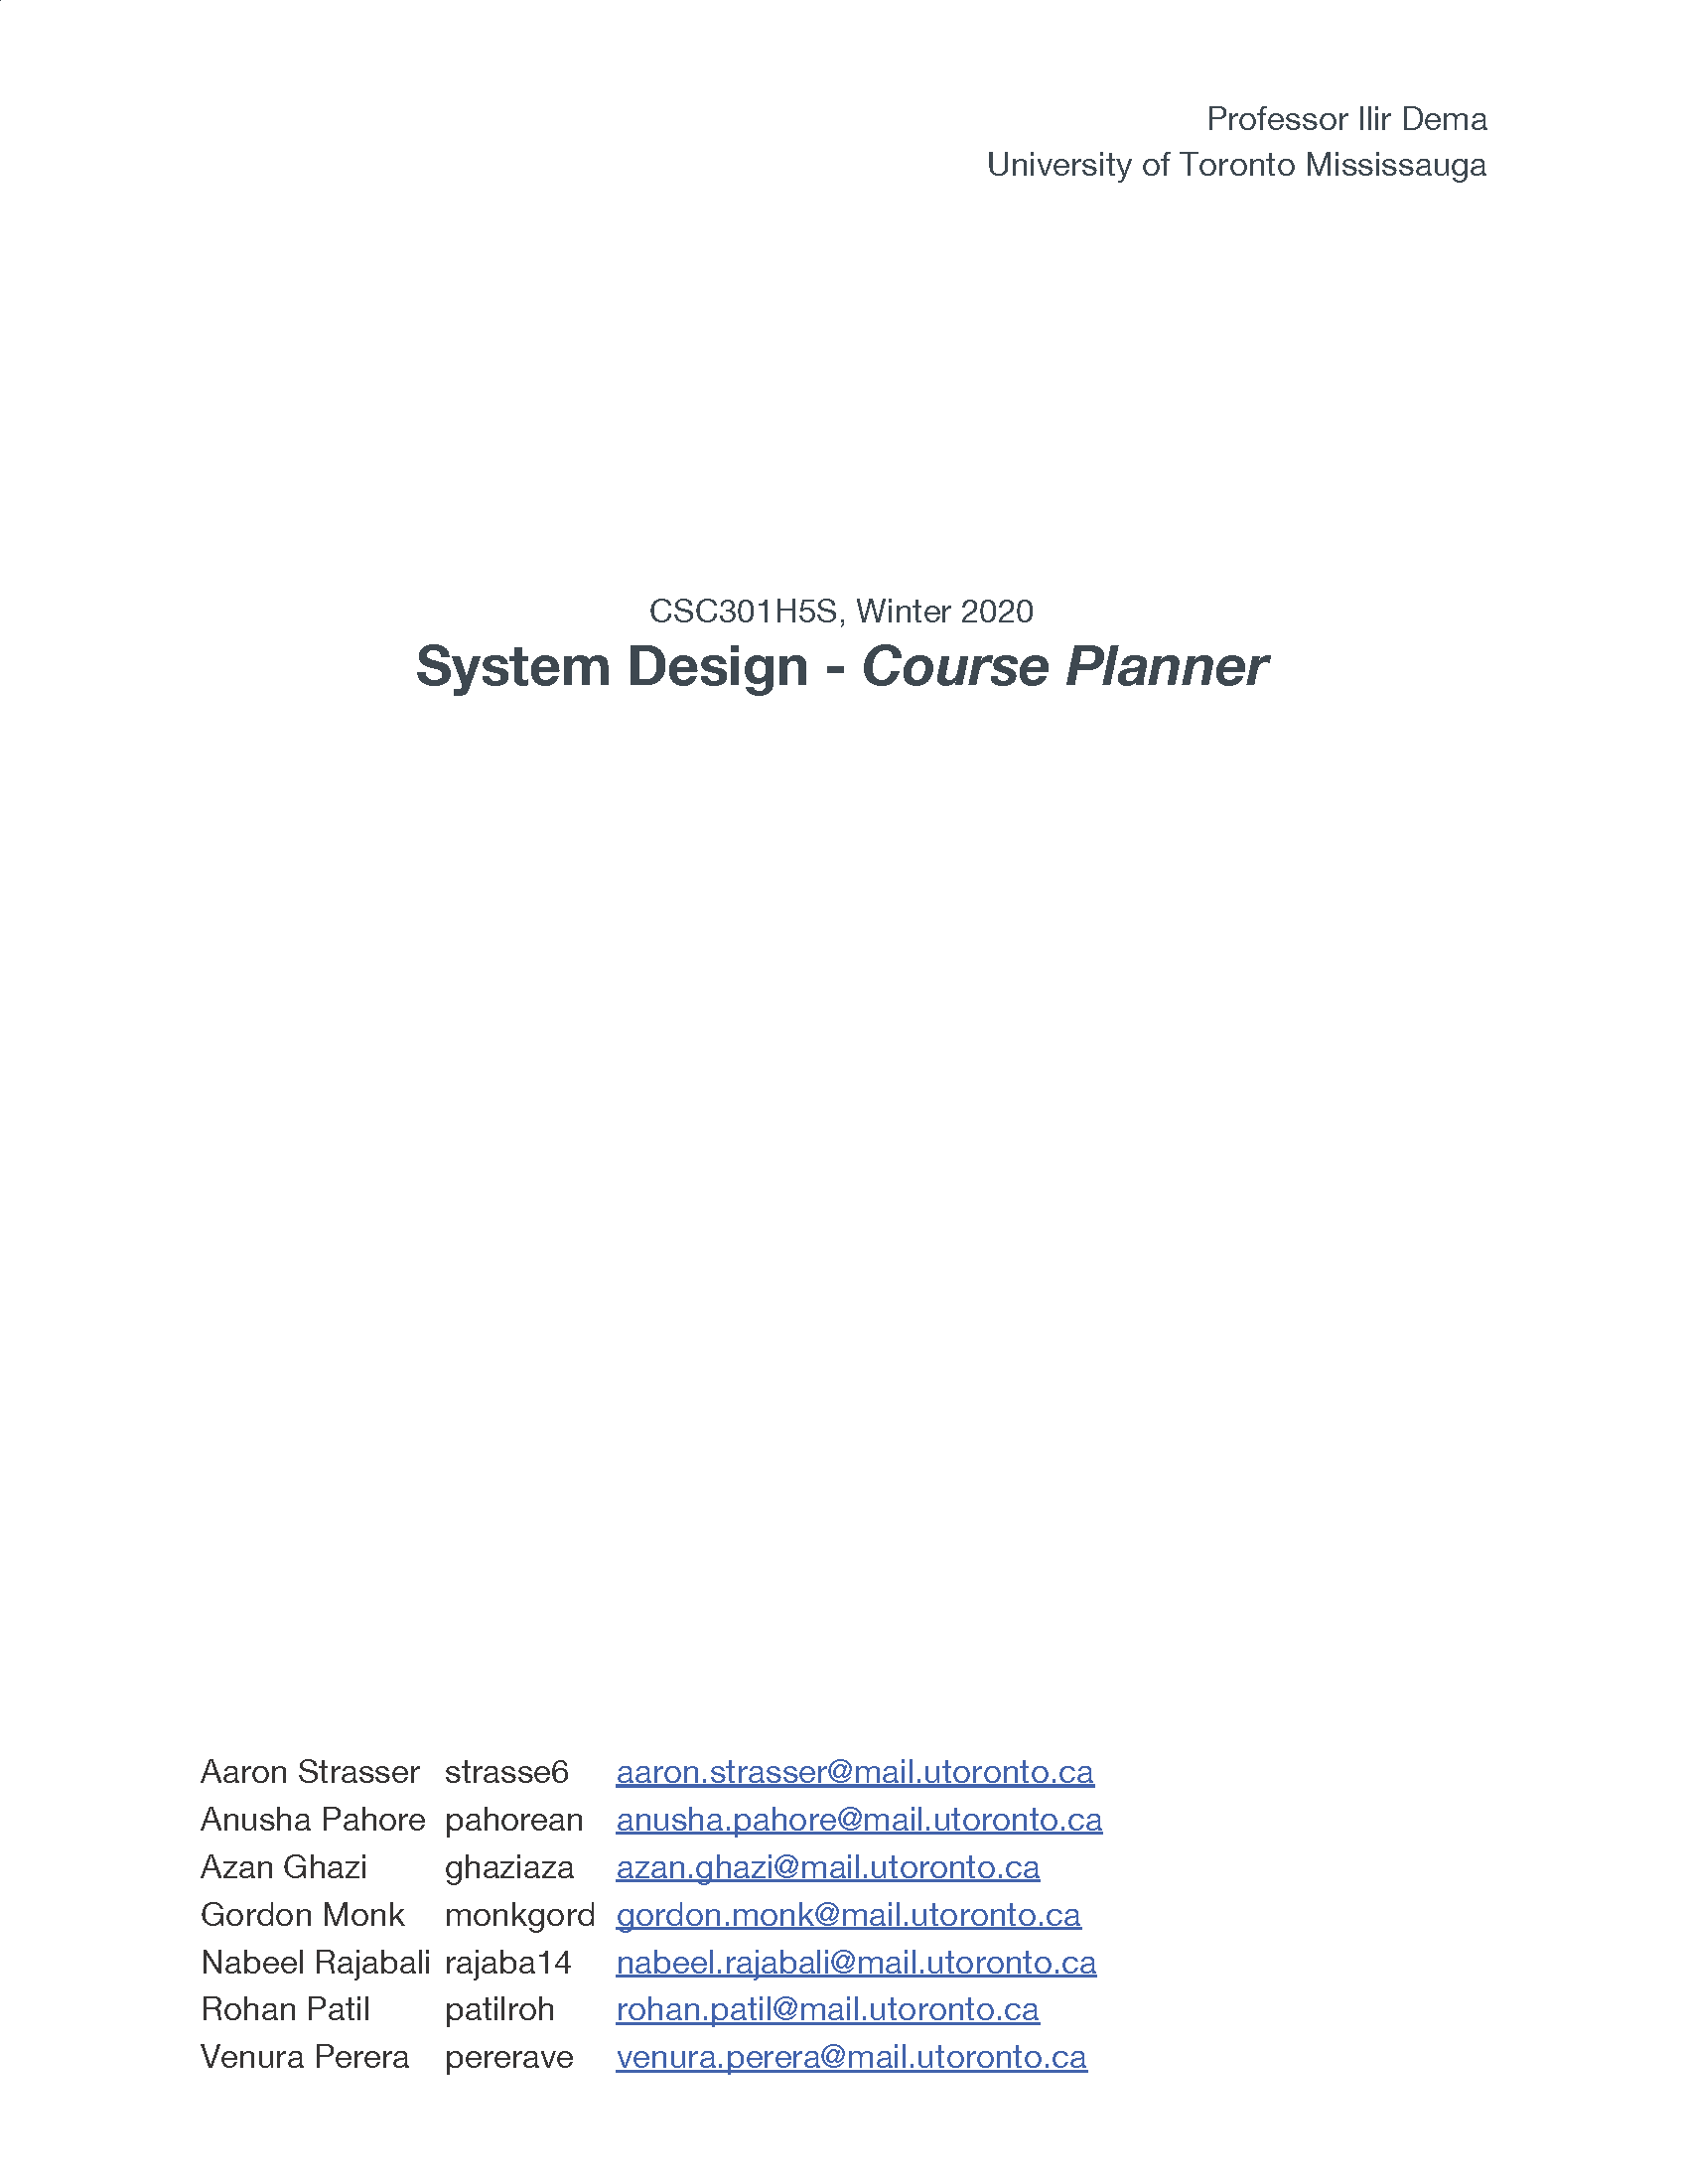 Professor Ilir Dema
University of Toronto Mississauga
CSC301H5S, Winter 2020
System Design - Course Planner
Aaron Strasser strasse6 aaron.strasser@mail.utoronto.ca
Anusha Pahore pahorean anusha.pahore@mail.utoronto.ca
Azan Ghazi ghaziaza azan.ghazi@mail.utoronto.ca
Gordon Monk monkgord gordon.monk@mail.utoronto.ca
Nabeel Rajabali rajaba14 nabeel.rajabali@mail.utoronto.ca
Rohan Patil patilroh rohan.patil@mail.utoronto.ca
Venura Perera pererave venura.perera@mail.utoronto.ca